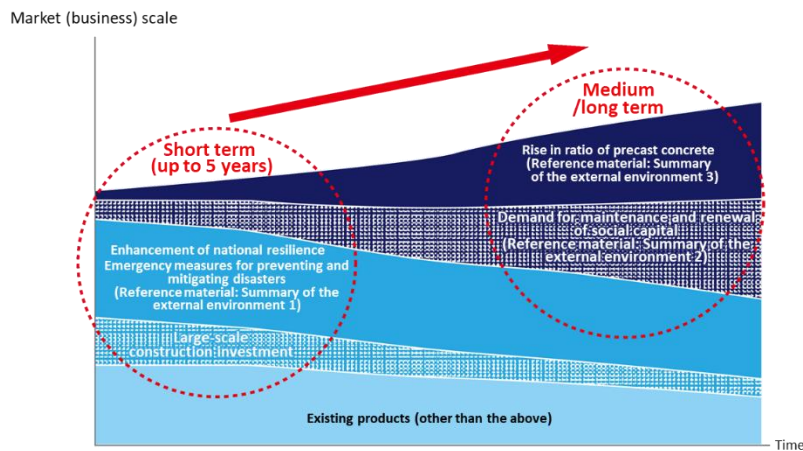 Market (business) scale
Medium
/long term
Short term
(up to 5 years)
Rise in ratio of precast concrete
(Reference material: Summary
of the external environment 3)
Demand for maintenance and renewal
of social capital
(Reference material: Summary of the
external environment 2)
Enhancement of national resilience
Emergency measures for preventing and
mitigating disasters
(Reference material: Summary of the
external environment 1)
Large-scale
construction investment
Existing products (other than the above)
Time